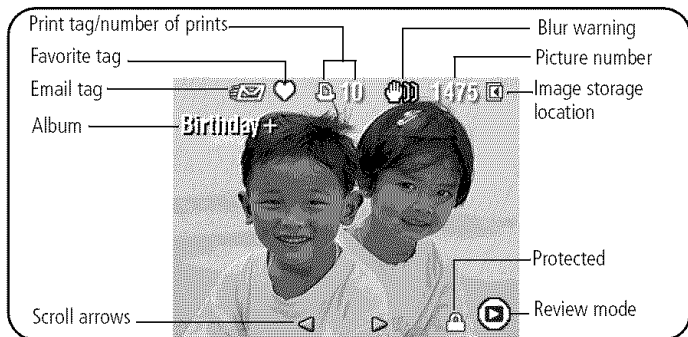 Print tag/number of prints
Favorite tag
Email tag
Album
Blur warning
Picture number
Image storage
location
10
1475
Birthday+
Protected
Scroll arrows
Review mode